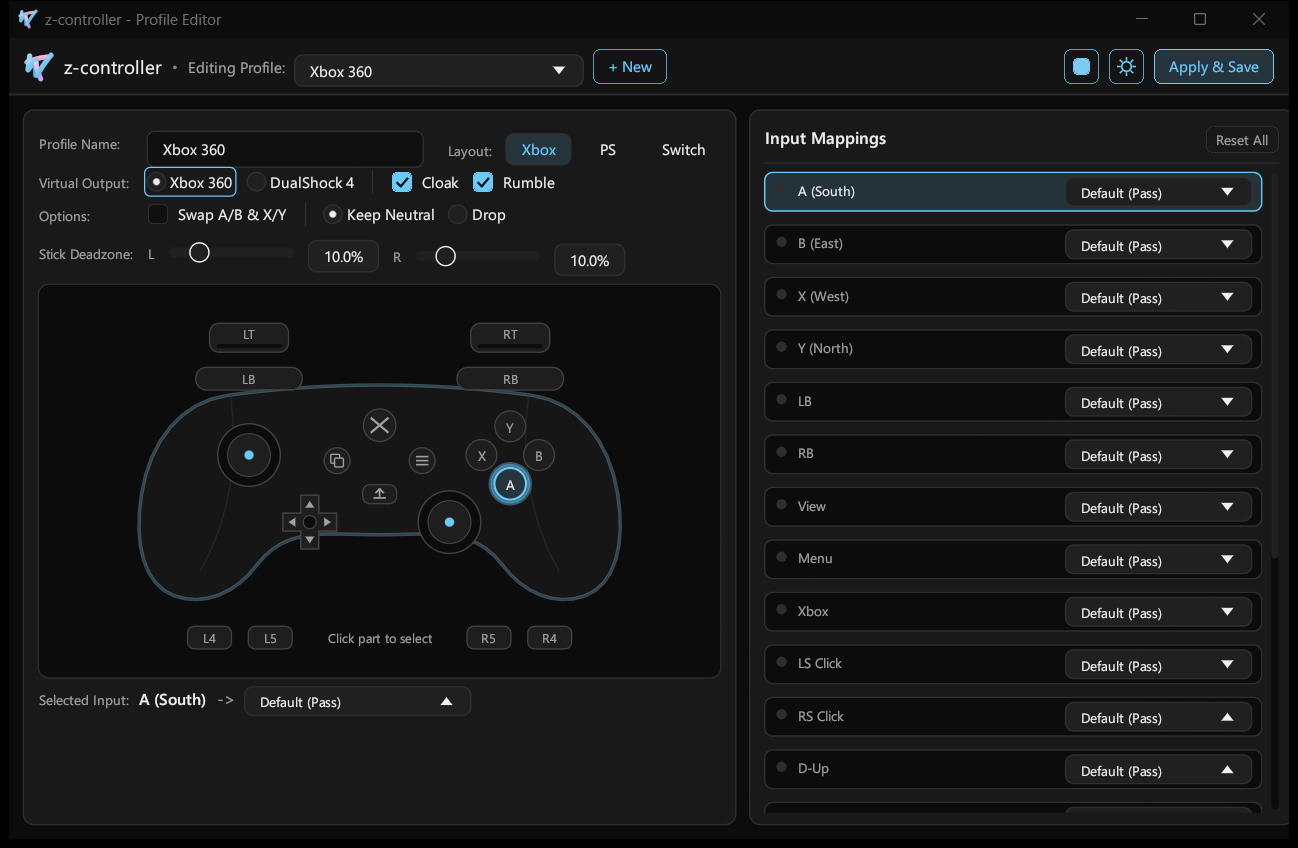 z-controller - Profile Editor
z-controller • Editing Profile: Xbox 360 + New Apply & Save
Profile Name: Xbox 360 Layout: Xbox PS Switch
Virtual Output: Xbox 360 DualShock 4 Cloak Rumble
Options: Swap A/B & X/Y Keep Neutral Drop
Stick Deadzone: L 10.0% R 10.0%
LT RT
LB RB
Y
X B
A
L4 L5 Click part to select R5 R4
Selected Input: A (South) -> Default (Pass)
Input Mappings Reset All
A (South) Default (Pass)
B (East) Default (Pass)
X (West) Default (Pass)
Y (North) Default (Pass)
LB Default (Pass)
RB Default (Pass)
View Default (Pass)
Menu Default (Pass)
Xbox Default (Pass)
LS Click Default (Pass)
RS Click Default (Pass)
D-Up Default (Pass)